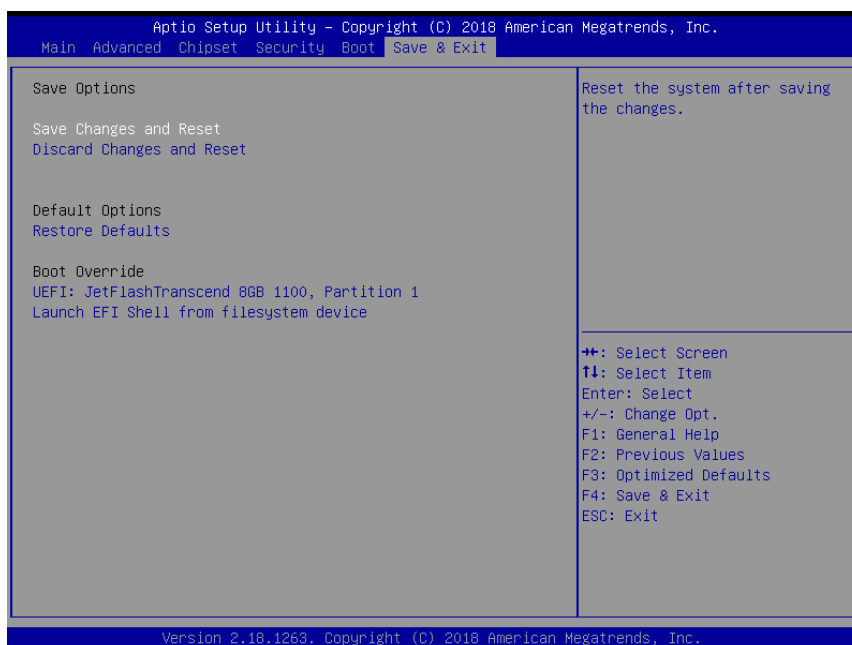 Aptio Setup Utility – Copyright (C) 2018 American Megatrends, Inc.
Main Advanced Chipset Security Boot Save & Exit
Save Options
Save Changes and Reset
Discard Changes and Reset
Default Options
Restore Defaults
Boot Override
UEFI: JetFlashTranscend 8GB 1100, Partition 1
Launch EFI Shell from filesystem device
Reset the system after saving
the changes.
→←: Select Screen
↑↓: Select Item
Enter: Select
+/-: Change Opt.
F1: General Help
F2: Previous Values
F3: Optimized Defaults
F4: Save & Exit
ESC: Exit
Version 2.18.1263. Copyright (C) 2018 American Megatrends, Inc.